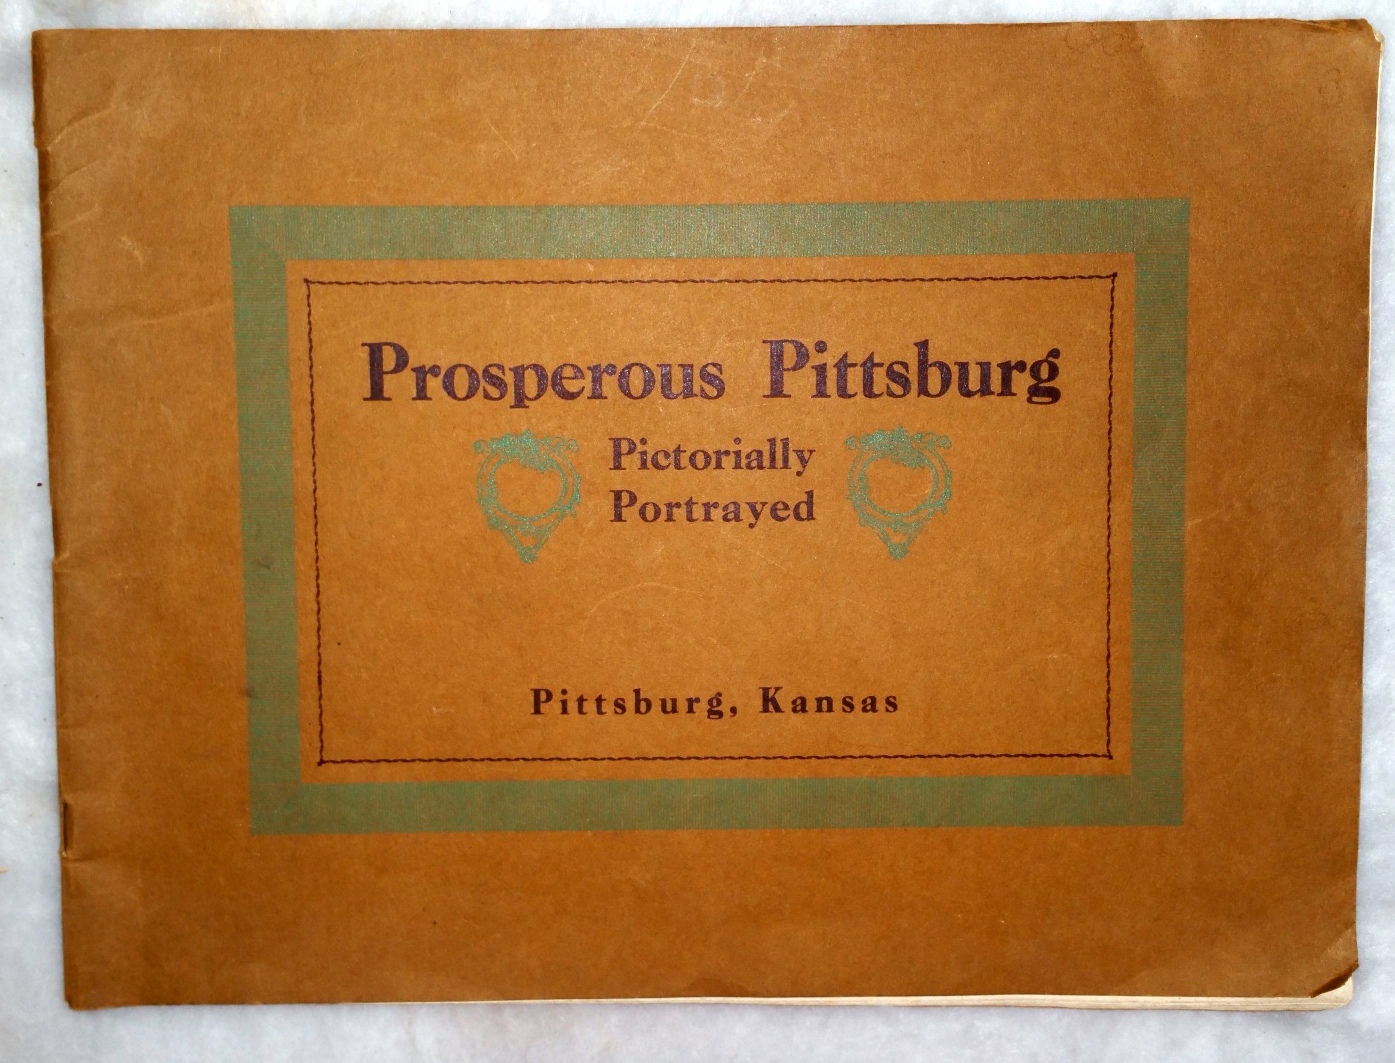 Prosperous Pittsburg
Pictorially
Portrayed
Pittsburg, Kansas